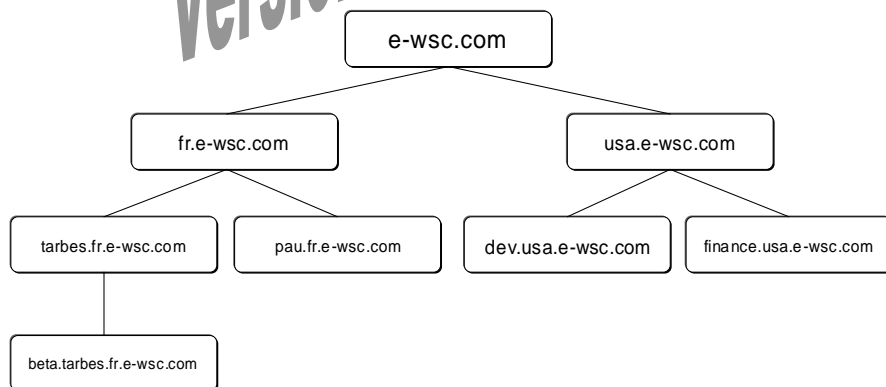 versio
e-wsc.com
fr.e-wsc.com
usa.e-wsc.com
tarbes.fr.e-wsc.com
pau.fr.e-wsc.com
dev.usa.e-wsc.com
finance.usa.e-wsc.com
beta.tarbes.fr.e-wsc.com